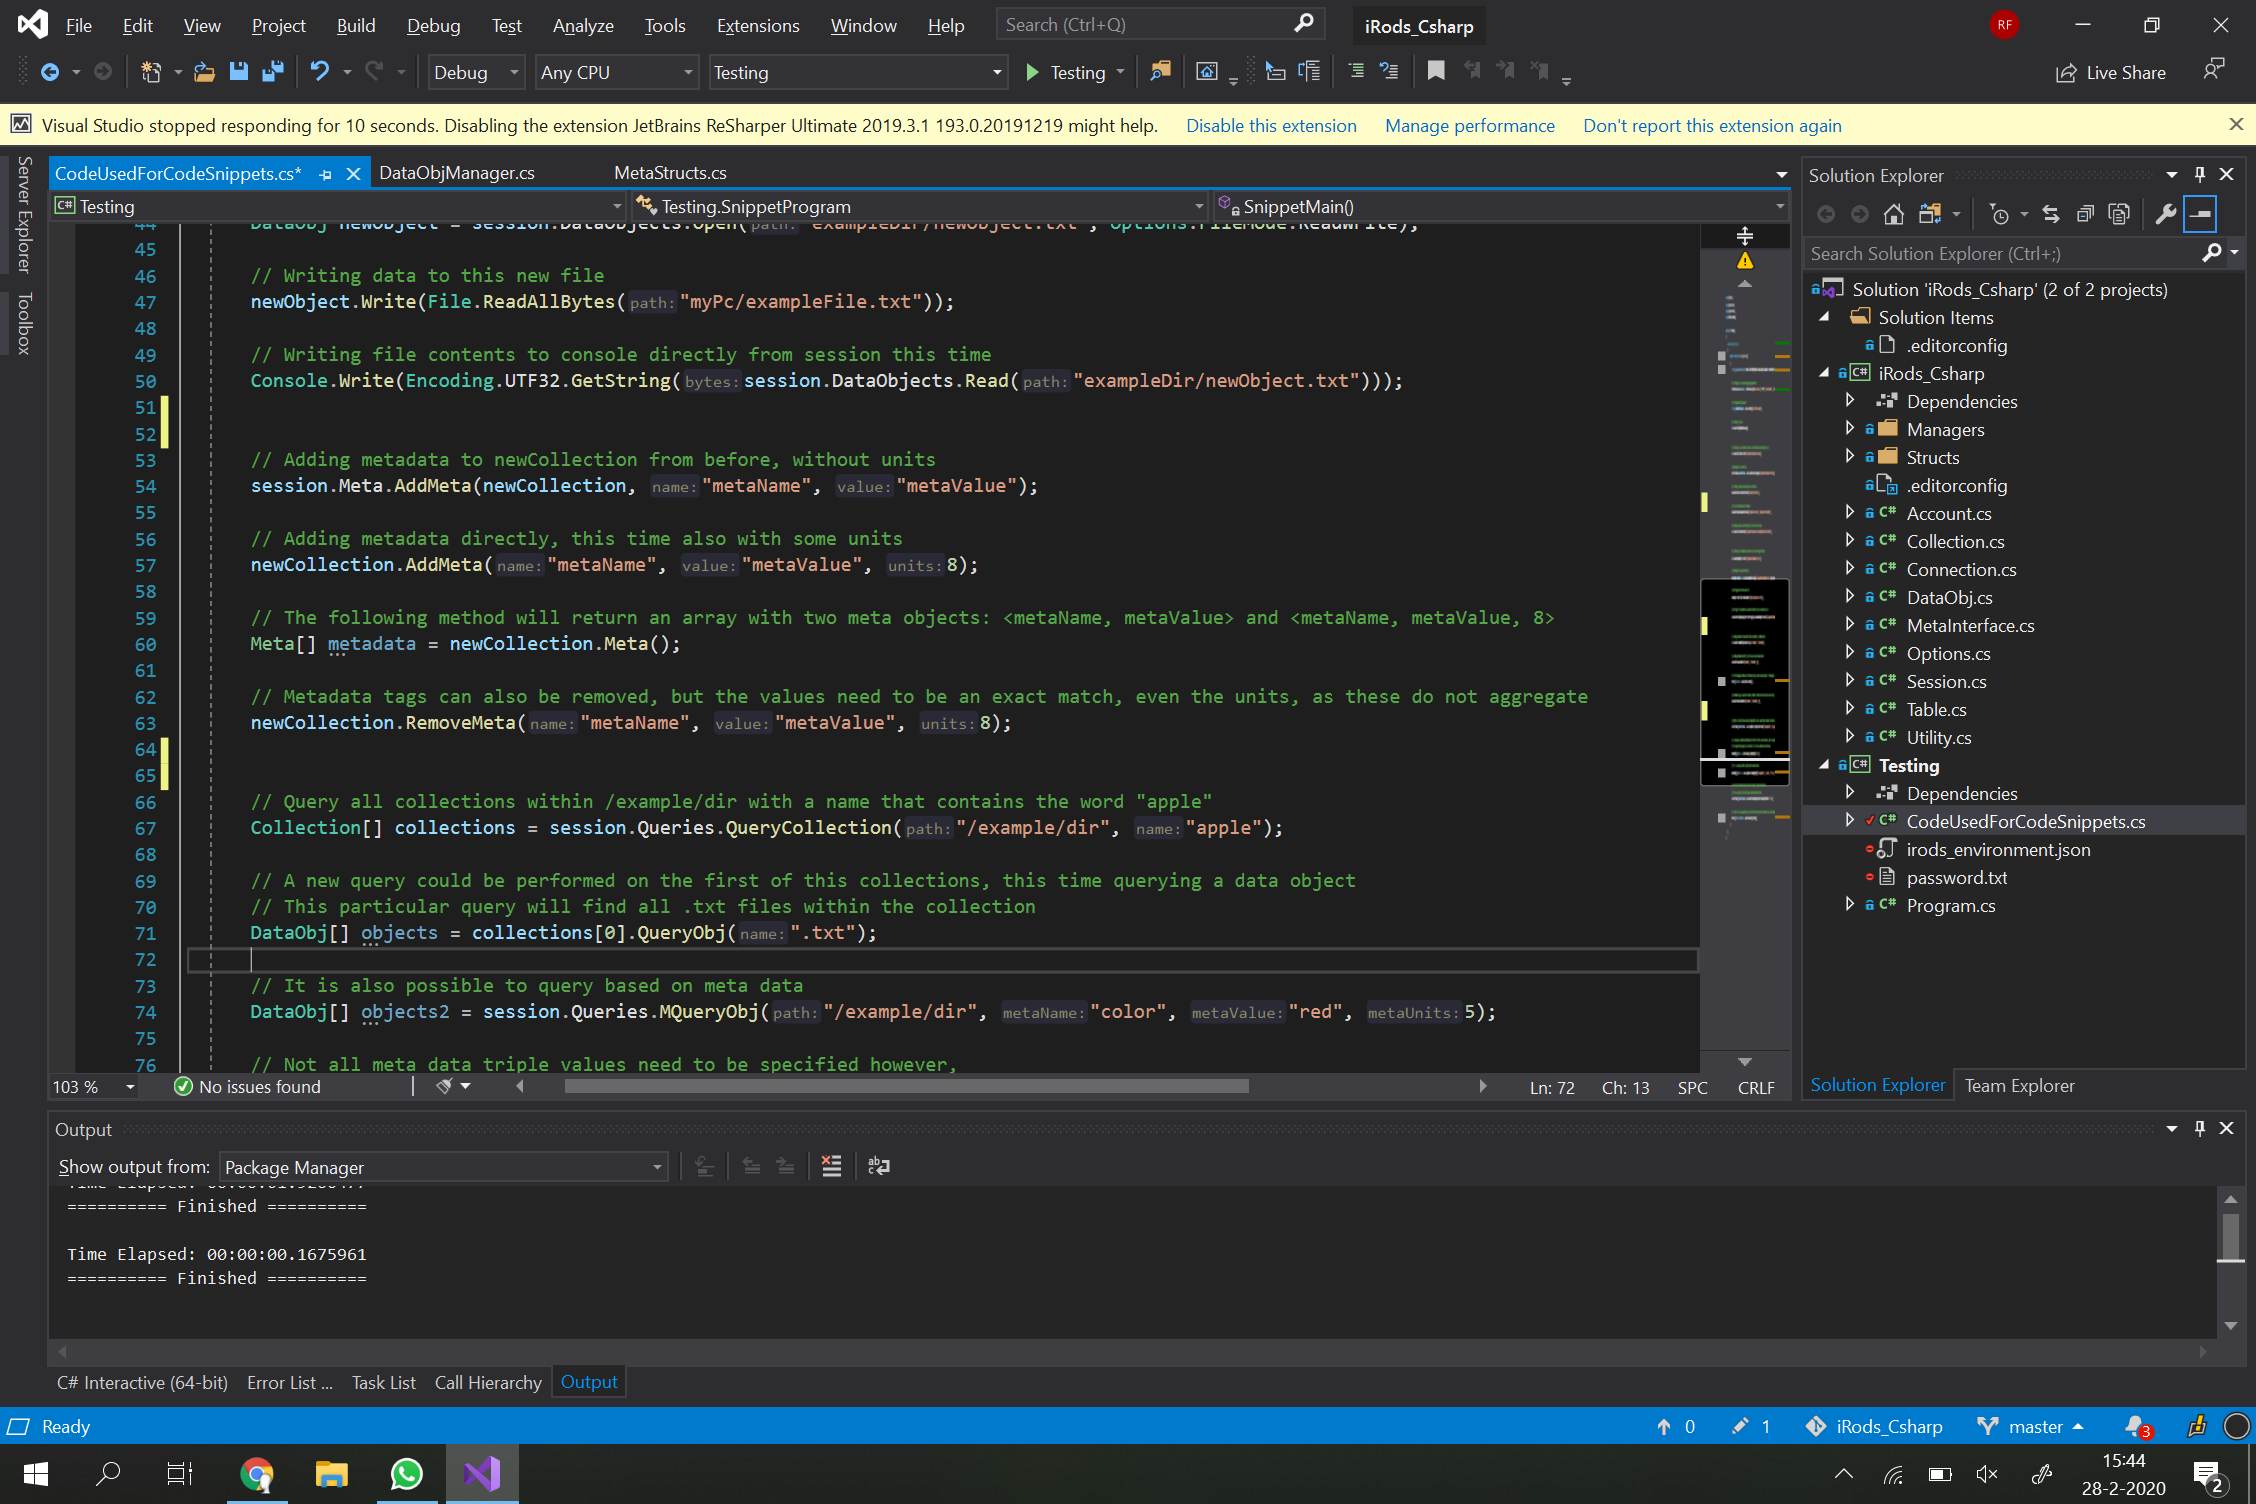 File Edit View Project Build Debug Test Analyze Tools Extensions Window Help Search (Ctrl+Q) iRods_Csharp RF
Debug Any CPU Testing Testing Live Share
Visual Studio stopped responding for 10 seconds. Disabling the extension JetBrains ReSharper Ultimate 2019.3.1 193.0.20191219 might help. Disable this extension Manage performance Don't report this extension again
Server Explorer
Toolbox
CodeUsedForCodeSnippets.cs* DataObjManager.cs MetaStructs.cs
Testing Testing.SnippetProgram SnippetMain()
44 DataObj newObject = session.DataObjects.Open(path: "exampleDir/newObject.txt", Options.FileMode.ReadWrite);
45
46 // Writing data to this new file
47 newObject.Write(File.ReadAllBytes(path: "myPc/exampleFile.txt"));
48
49 // Writing file contents to console directly from session this time
50 Console.Write(Encoding.UTF32.GetString(bytes: session.DataObjects.Read(path: "exampleDir/newObject.txt")));
51
52
53 // Adding metadata to newCollection from before, without units
54 session.Meta.AddMeta(newCollection, name: "metaName", value: "metaValue");
55
56 // Adding metadata directly, this time also with some units
57 newCollection.AddMeta(name: "metaName", value: "metaValue", units: 8);
58
59 // The following method will return an array with two meta objects: <metaName, metaValue> and <metaName, metaValue, 8>
60 Meta[] metadata = newCollection.Meta();
61
62 // Metadata tags can also be removed, but the values need to be an exact match, even the units, as these do not aggregate
63 newCollection.RemoveMeta(name: "metaName", value: "metaValue", units: 8);
64
65
66 // Query all collections within /example/dir with a name that contains the word "apple"
67 Collection[] collections = session.Queries.QueryCollection(path: "/example/dir", name: "apple");
68
69 // A new query could be performed on the first of this collections, this time querying a data object
70 // This particular query will find all .txt files within the collection
71 DataObj[] objects = collections[0].QueryObj(name: ".txt");
72
73 // It is also possible to query based on meta data
74 DataObj[] objects2 = session.Queries.MQueryObj(path: "/example/dir", metaName: "color", metaValue: "red", metaUnits: 5);
75
76 // Not all meta data triple values need to be specified however,
103 % No issues found Ln: 72 Ch: 13 SPC CRLF
Solution Explorer
Search Solution Explorer (Ctrl+;)
Solution 'iRods_Csharp' (2 of 2 projects)
Solution Items
.editorconfig
C# iRods_Csharp
Dependencies
Managers
Structs
.editorconfig
C# Account.cs
C# Collection.cs
C# Connection.cs
C# DataObj.cs
C# MetaInterface.cs
C# Options.cs
C# Session.cs
C# Table.cs
C# Utility.cs
C# Testing
Dependencies
C# CodeUsedForCodeSnippets.cs
irods_environment.json
password.txt
C# Program.cs
Solution Explorer Team Explorer
Output
Show output from: Package Manager
========== Finished ==========
Time Elapsed: 00:00:00.1675961
========== Finished ==========
C# Interactive (64-bit) Error List ... Task List Call Hierarchy Output
Ready 0 1 iRods_Csharp master 3
15:44
28-2-2020
2